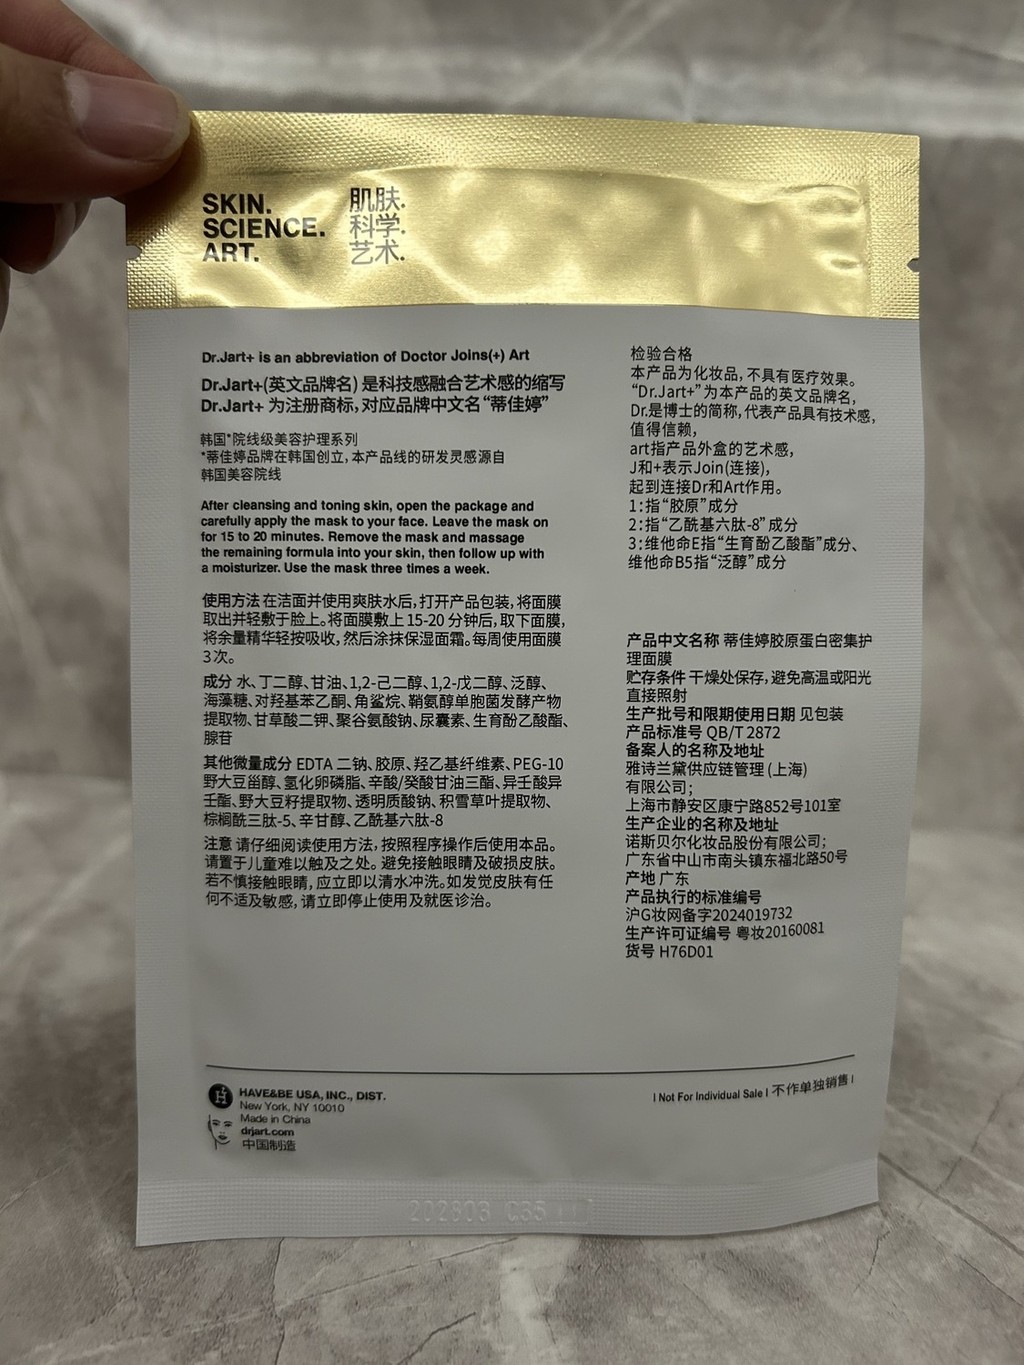 SKIN.
SCIENCE.
ART.
肌肤.
科学.
艺术.
Dr.Jart+ is an abbreviation of Doctor Joins(+) Art
Dr.Jart+(英文品牌名) 是科技感融合艺术感的缩写
Dr.Jart+ 为注册商标,对应品牌中文名“蒂佳婷”
韩国*院线级美容护理系列
*蒂佳婷品牌在韩国创立,本产品线的研发灵感源自
韩国美容院线
After cleansing and toning skin, open the package and
carefully apply the mask to your face. Leave the mask on
for 15 to 20 minutes. Remove the mask and massage
the remaining formula into your skin, then follow up with
a moisturizer. Use the mask three times a week.
使用方法 在洁面并使用爽肤水后,打开产品包装,将面膜
取出并轻敷于脸上。将面膜敷上 15-20 分钟后,取下面膜,
将余量精华轻按吸收,然后涂抹保湿面霜。每周使用面膜
3 次。
成分 水、丁二醇、甘油、1,2-己二醇、1,2-戊二醇、泛醇、
海藻糖、对羟基苯乙酮、角鲨烷、鞘氨醇单胞菌发酵产物
提取物、甘草酸二钾、聚谷氨酸钠、尿囊素、生育酚乙酸酯、
腺苷
其他微量成分 EDTA 二钠、胶原、羟乙基纤维素、PEG-10
野大豆甾醇、氢化卵磷脂、辛酸/癸酸甘油三酯、异壬酸异
壬酯、野大豆籽提取物、透明质酸钠、积雪草叶提取物、
棕榈酰三肽-5、辛甘醇、乙酰基六肽-8
注意 请仔细阅读使用方法,按照程序操作后使用本品。
请置于儿童难以触及之处。避免接触眼睛及破损皮肤。
若不慎接触眼睛,应立即以清水冲洗。如发觉皮肤有任
何不适及敏感,请立即停止使用及就医诊治。
检验合格
本产品为化妆品,不具有医疗效果。
“Dr.Jart+”为本产品的英文品牌名,
Dr.是博士的简称,代表产品具有技术感,
值得信赖,
art指产品外盒的艺术感,
J和+表示Join(连接),
起到连接Dr和Art作用。
1:指“胶原”成分
2:指“乙酰基六肽-8”成分
3:维他命E指“生育酚乙酸酯”成分、
维他命B5指“泛醇”成分
产品中文名称 蒂佳婷胶原蛋白密集护
理面膜
贮存条件 干燥处保存,避免高温或阳光
直接照射
生产批号和限期使用日期 见包装
产品标准号 QB/T 2872
备案人的名称及地址
雅诗兰黛供应链管理 (上海)
有限公司;
上海市静安区康宁路852号101室
生产企业的名称及地址
诺斯贝尔化妆品股份有限公司;
广东省中山市南头镇东福北路50号
产地 广东
产品执行的标准编号
沪G妆网备字2024019732
生产许可证编号 粤妆20160081
货号 H76D01
H
HAVE&BE USA, INC., DIST.
New York, NY 10010
Made in China
drjart.com
中国制造
| Not For Individual Sale | 不作单独销售 |